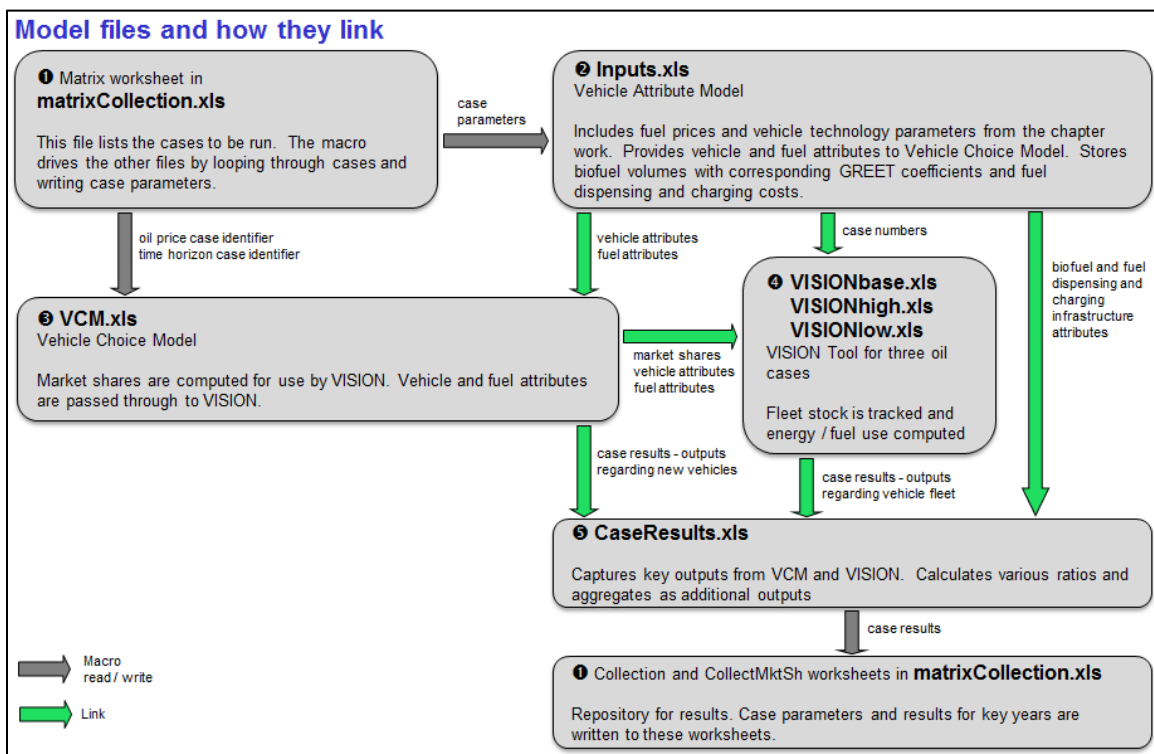 Model files and how they link
❶ Matrix worksheet in
matrixCollection.xls
This file lists the cases to be run. The macro
drives the other files by looping through cases and
writing case parameters.
case
parameters
❷ Inputs.xls
Vehicle Attribute Model
Includes fuel prices and vehicle technology parameters from the chapter
work. Provides vehicle and fuel attributes to Vehicle Choice Model. Stores
biofuel volumes with corresponding GREET coefficients and fuel
dispensing and charging costs.
oil price case identifier
time horizon case identifier
vehicle attributes
fuel attributes
case numbers
biofuel and fuel
dispensing and
charging
infrastructure
attributes
❸ VCM.xls
Vehicle Choice Model
Market shares are computed for use by VISION. Vehicle and fuel attributes
are passed through to VISION.
market shares
vehicle attributes
fuel attributes
❹ VISIONbase.xls
VISIONhigh.xls
VISIONlow.xls
VISION Tool for three oil
cases
Fleet stock is tracked and
energy / fuel use computed
case results - outputs
regarding new vehicles
case results - outputs
regarding vehicle fleet
❺ CaseResults.xls
Captures key outputs from VCM and VISION. Calculates various ratios and
aggregates as additional outputs
case results
❶ Collection and CollectMktSh worksheets in matrixCollection.xls
Repository for results. Case parameters and results for key years are
written to these worksheets.
Macro
read / write
Link